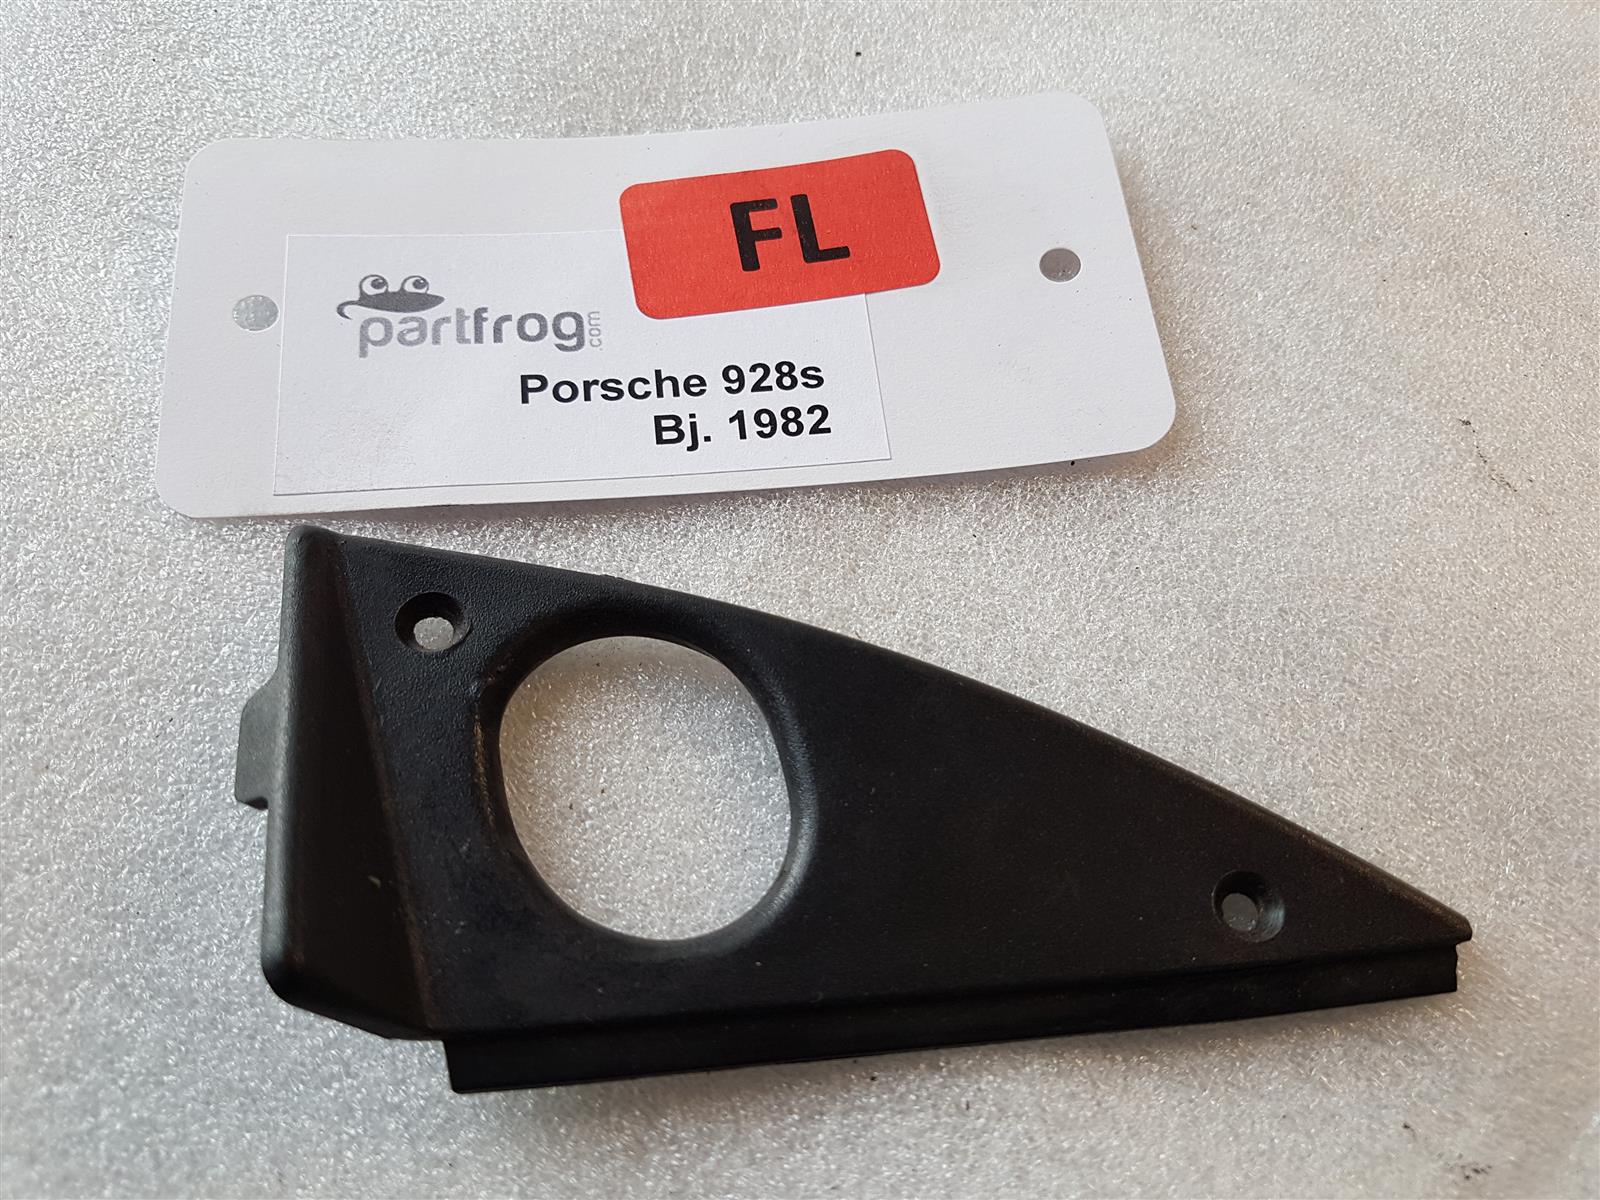 FL
partfrog.com
Porsche 928s
Bj. 1982